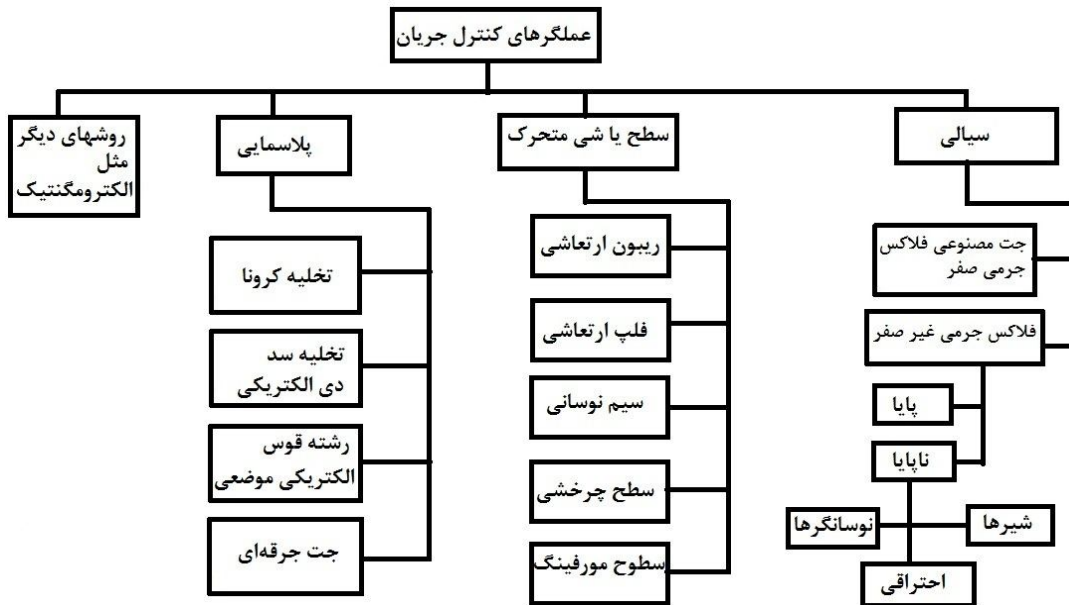 عملگرهای کنترل جریان
سیالی
جت مصنوعی فلاکس
جرمی صفر
فلاکس جرمی غیر صفر
پایا
ناپایا
شیرها
نوسانگرها
احتراقی
سطح یا شی متحرک
ریبون ارتعاشی
فلپ ارتعاشی
سیم نوسانی
سطح چرخشی
سطوح مورفینگ
پلاسمایی
تخلیه کرونا
تخلیه سد
دی الکتریکی
رشته قوس
الکتریکی موضعی
جت جرقه‌ای
روشهای دیگر
مثل
الکترومگنتیک